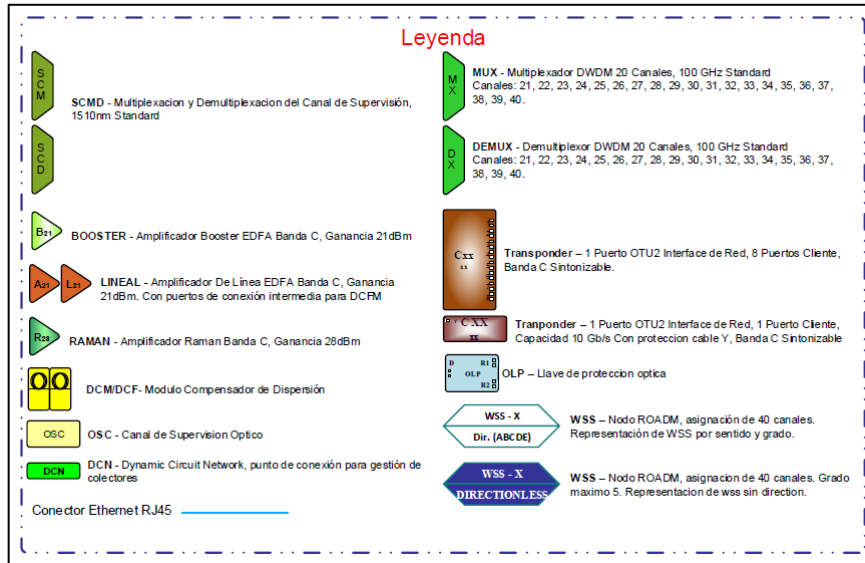 Leyenda
SCM
SCMD - Multiplexacion y Demultiplexacion del Canal de Supervisión,
1510nm Standard
SCD
B21
BOOSTER - Amplificador Booster EDFA Banda C, Ganancia 21dBm
A21 L21
LINEAL - Amplificador De Línea EDFA Banda C, Ganancia
21dBm. Con puertos de conexión intermedia para DCFM
R28
RAMAN - Amplificador Raman Banda C, Ganancia 28dBm
DCM/DCF- Modulo Compensador de Dispersión
OSC
OSC - Canal de Supervision Optico
DCN
DCN - Dynamic Circuit Network, punto de conexión para gestión de
colectores
Conector Ethernet RJ45
MX
MUX - Multiplexador DWDM 20 Canales, 100 GHz Standard
Canales: 21, 22, 23, 24, 25, 26, 27, 28, 29, 30, 31, 32, 33, 34, 35, 36, 37,
38, 39, 40.
DX
DEMUX - Demultiplexor DWDM 20 Canales, 100 GHz Standard
Canales: 21, 22, 23, 24, 25, 26, 27, 28, 29, 30, 31, 32, 33, 34, 35, 36, 37,
38, 39, 40.
Cxx
xx
Transponder – 1 Puerto OTU2 Interface de Red, 8 Puertos Cliente,
Banda C Sintonizable.
Y C XX
xx
Tranponder – 1 Puerto OTU2 Interface de Red, 1 Puerto Cliente,
Capacidad 10 Gb/s Con proteccion cable Y, Banda C Sintonizable
D R1
OLP
R2
OLP – Llave de proteccion optica
WSS - X
Dir. (ABCDE)
WSS – Nodo ROADM, asignación de 40 canales.
Representación de WSS por sentido y grado.
WSS - X
DIRECTIONLESS
WSS – Nodo ROADM, asignación de 40 canales. Grado
maximo 5. Representacion de wss sin direction.